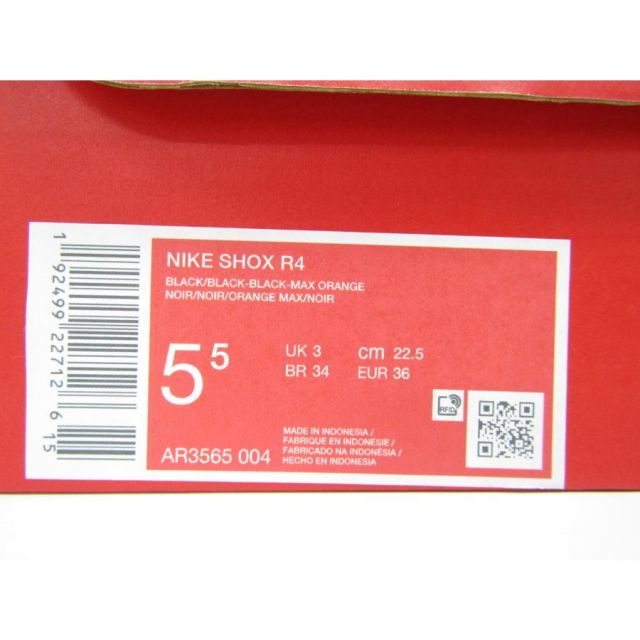 NIKE SHOX R4
BLACK/BLACK-BLACK-MAX ORANGE
NOIR/NOIR/ORANGE MAX/NOIR
5⁵
UK 3 cm 22.5
BR 34 EUR 36
RFID
AR3565 004
MADE IN INDONESIA /
FABRIQUE EN INDONESIE /
FABRICADO NA INDONÉSIA /
HECHO EN INDONESIA
1 92499 22712 6 15